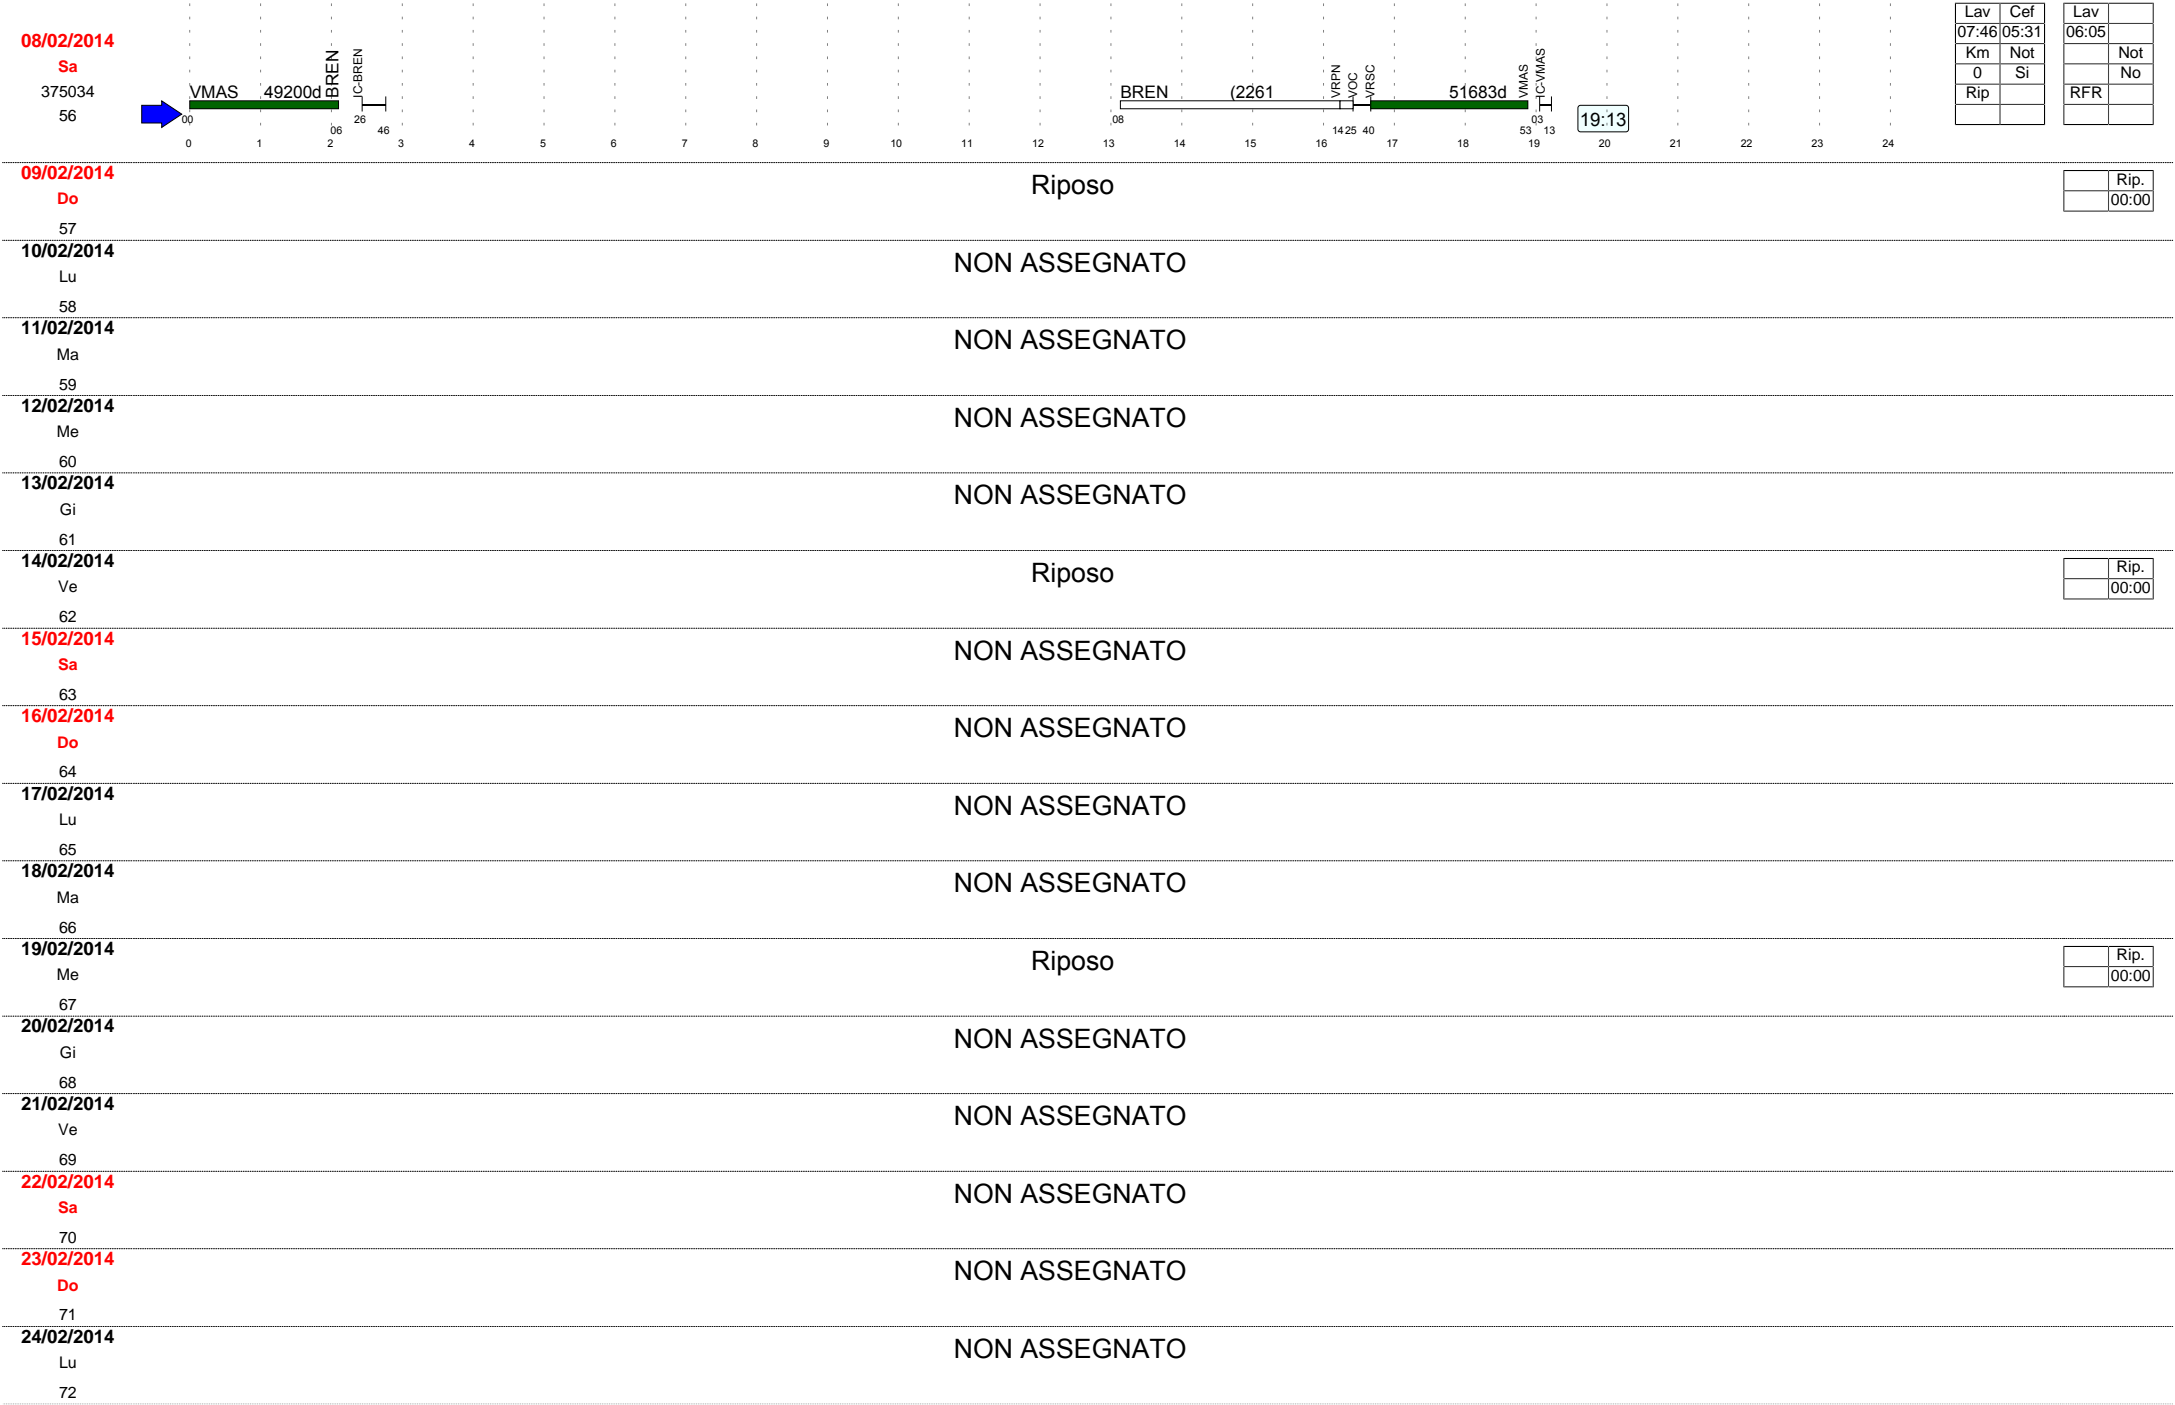 Lav Cef Lav
08/02/2014 07:46 05:31 06:05
Sa BREN IC-BREN VRPN VOC VRSC VMAS IC-VMAS Km Not Not
0 Si No
375034 VMAS 49200d BREN (2261 51683d Rip RFR
56 00 06 26 46 08 14 25 40 53 03 13 19:13
0 1 2 3 4 5 6 7 8 9 10 11 12 13 14 15 16 17 18 19 20 21 22 23 24
09/02/2014 Riposo Rip.
Do 00:00
57
10/02/2014 NON ASSEGNATO
Lu
58
11/02/2014 NON ASSEGNATO
Ma
59
12/02/2014 NON ASSEGNATO
Me
60
13/02/2014 NON ASSEGNATO
Gi
61
14/02/2014 Riposo Rip.
Ve 00:00
62
15/02/2014 NON ASSEGNATO
Sa
63
16/02/2014 NON ASSEGNATO
Do
64
17/02/2014 NON ASSEGNATO
Lu
65
18/02/2014 NON ASSEGNATO
Ma
66
19/02/2014 Riposo Rip.
Me 00:00
67
20/02/2014 NON ASSEGNATO
Gi
68
21/02/2014 NON ASSEGNATO
Ve
69
22/02/2014 NON ASSEGNATO
Sa
70
23/02/2014 NON ASSEGNATO
Do
71
24/02/2014 NON ASSEGNATO
Lu
72